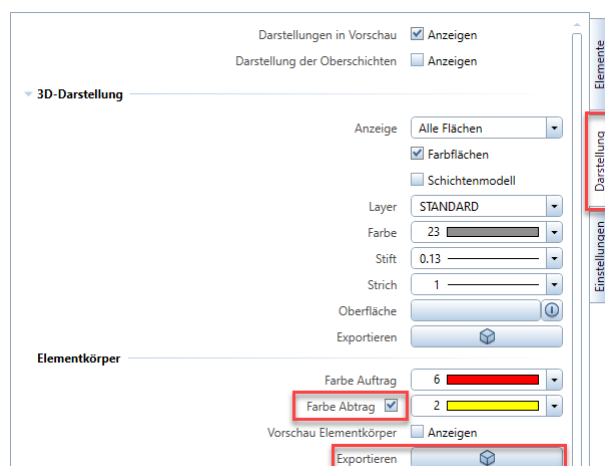 Darstellungen in Vorschau Anzeigen
Darstellung der Oberschichten Anzeigen
3D-Darstellung
Anzeige Alle Flächen
Farbflächen
Schichtenmodell
Layer STANDARD
Farbe 23
Stift 0.13
Strich 1
Oberfläche
Exportieren
Elementkörper
Farbe Auftrag 6
Farbe Abtrag 2
Vorschau Elementkörper Anzeigen
Exportieren
Elemente
Darstellung
Einstellungen